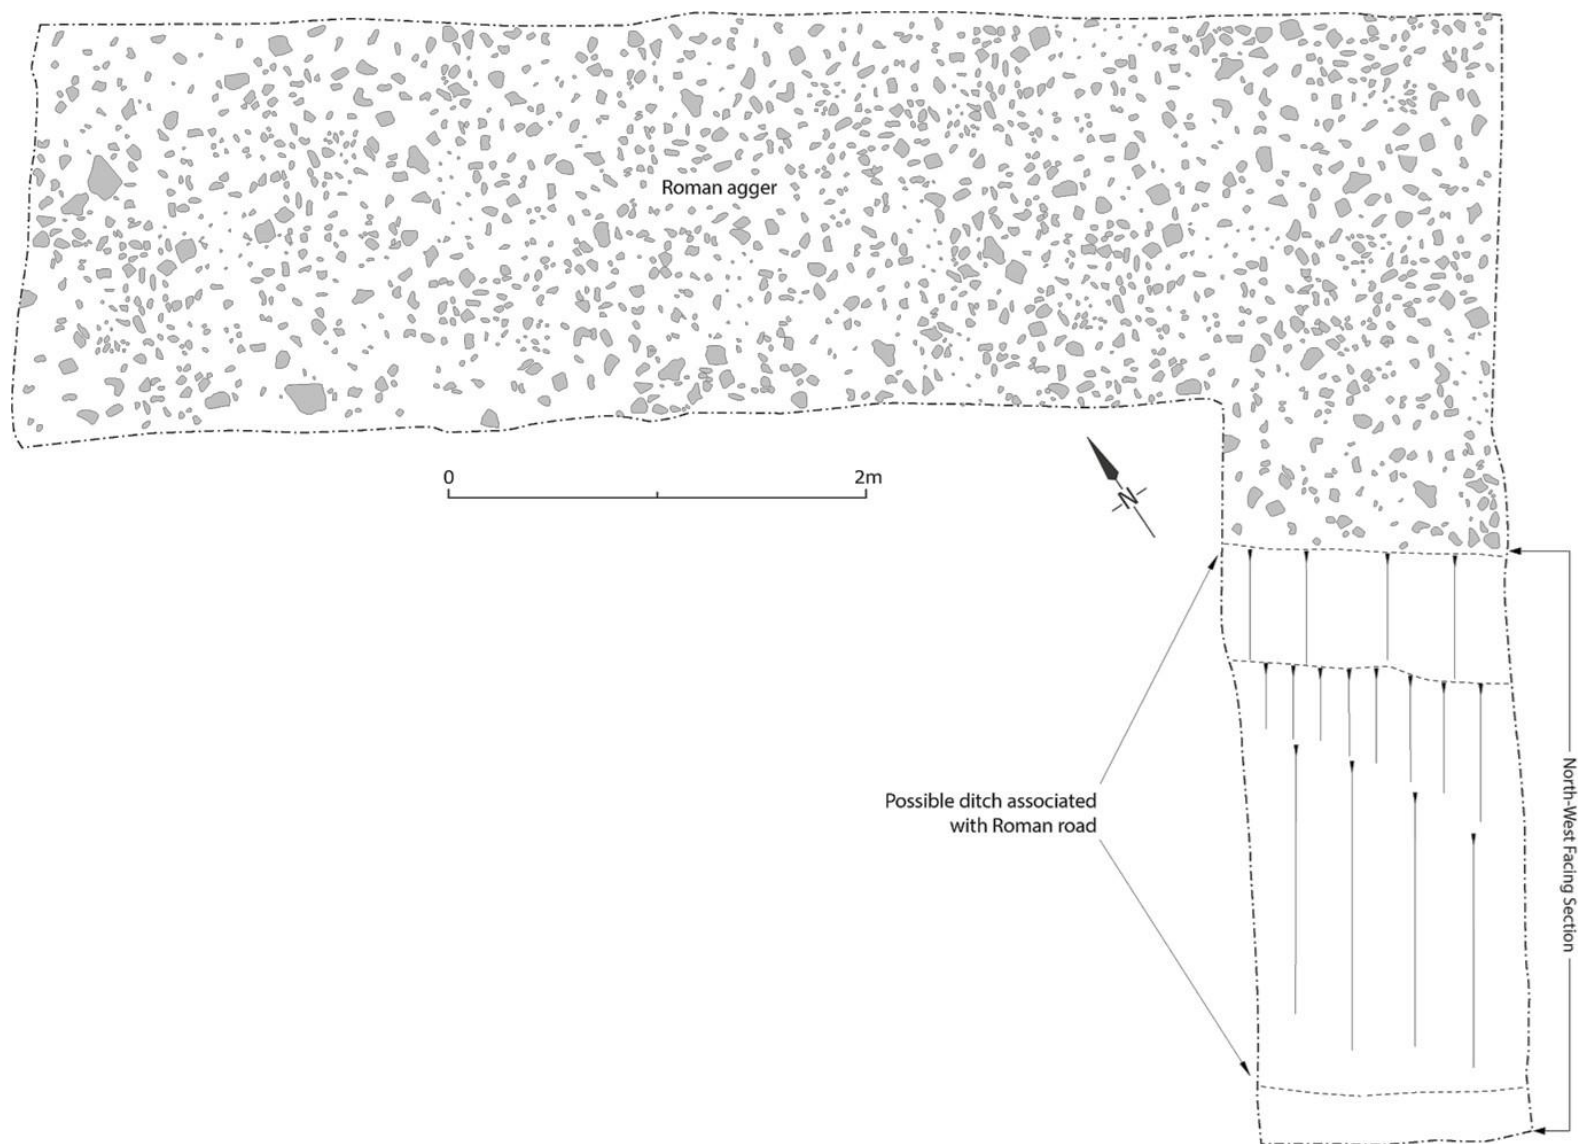 Roman agger
0 2m
N
Possible ditch associated
with Roman road
North-West Facing Section